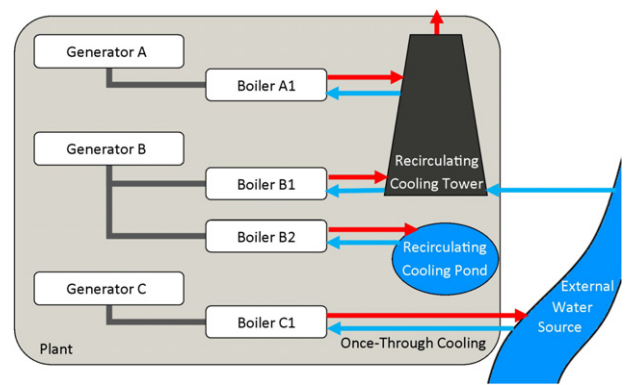 Generator A
Boiler A1
Generator B
Boiler B1
Recirculating
Cooling Tower
Boiler B2
Recirculating
Cooling Pond
Generator C
External
Water
Source
Boiler C1
Once-Through Cooling
Plant